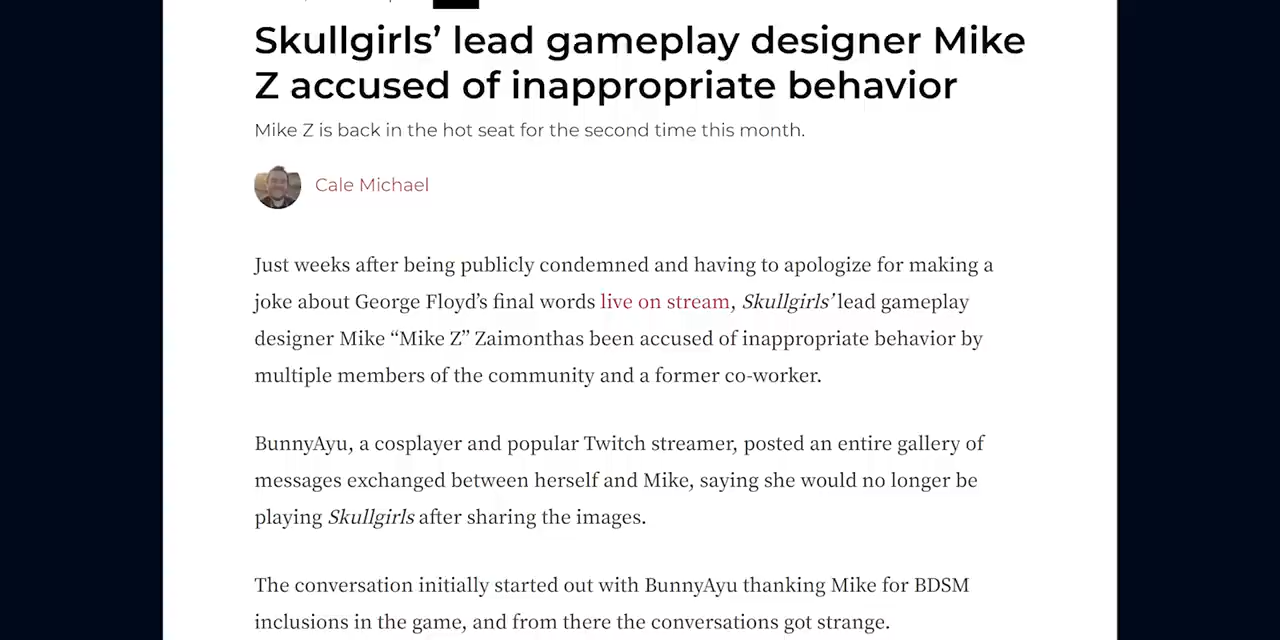 Skullgirls’ lead gameplay designer Mike
Z accused of inappropriate behavior
Mike Z is back in the hot seat for the second time this month.
Cale Michael
Just weeks after being publicly condemned and having to apologize for making a
joke about George Floyd’s final words live on stream, Skullgirls’ lead gameplay
designer Mike “Mike Z” Zaimonthas been accused of inappropriate behavior by
multiple members of the community and a former co-worker.
BunnyAyu, a cosplayer and popular Twitch streamer, posted an entire gallery of
messages exchanged between herself and Mike, saying she would no longer be
playing Skullgirls after sharing the images.
The conversation initially started out with BunnyAyu thanking Mike for BDSM
inclusions in the game, and from there the conversations got strange.